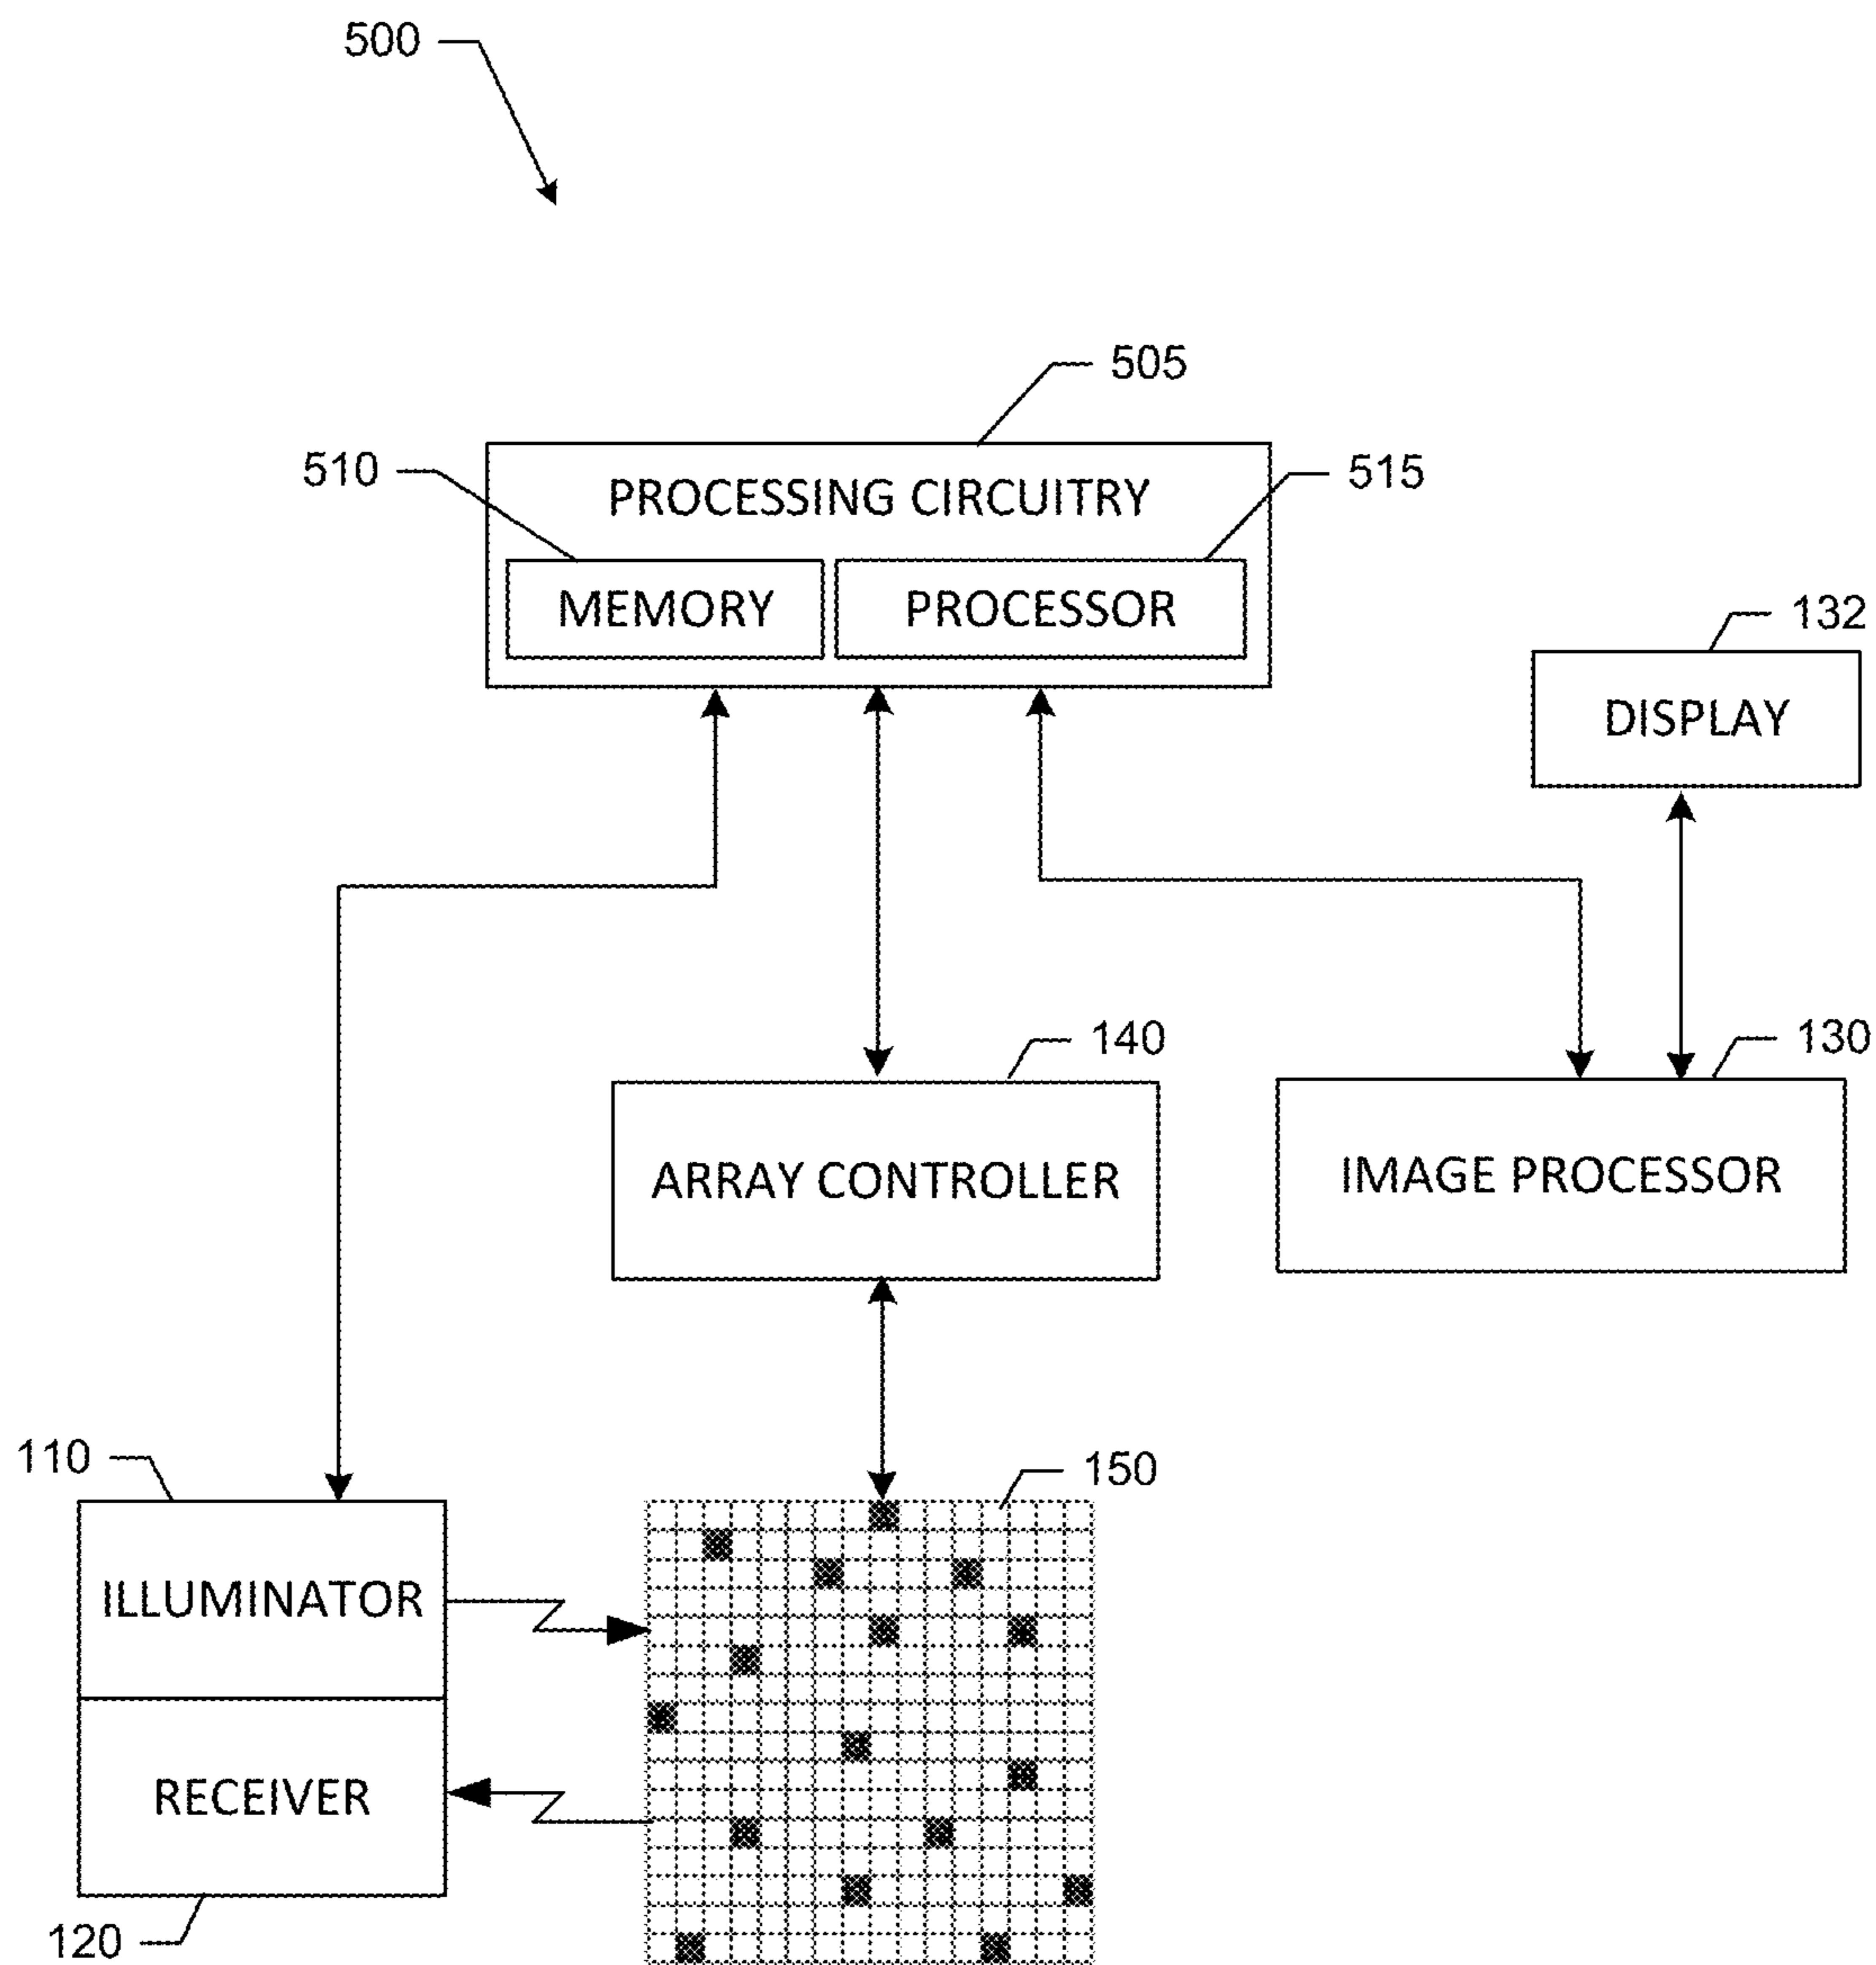 500
505
510
PROCESSING CIRCUITRY
515
MEMORY
PROCESSOR
132
DISPLAY
140
130
ARRAY CONTROLLER
IMAGE PROCESSOR
110
150
ILLUMINATOR
RECEIVER
120